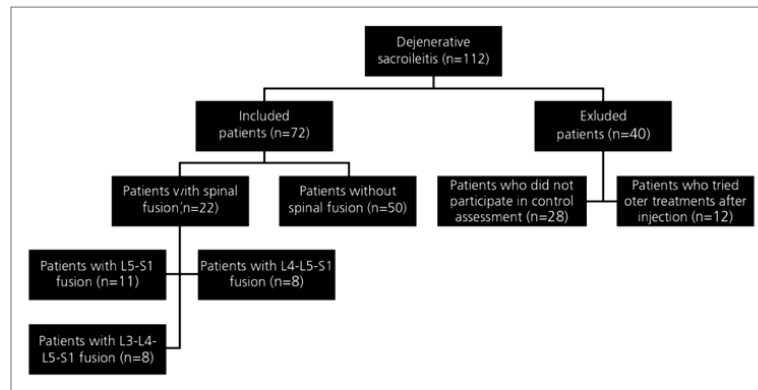 Dejenerative
sacroileitis (n=112)
Included
patients (n=72)
Exluded
patients (n=40)
Patients with spinal
fusion (n=22)
Patients without
spinal fusion (n=50)
Patients who did not
participate in control
assessment (n=28)
Patients who tried
oter treatments after
injection (n=12)
Patients with L5-S1
fusion (n=11)
Patients with L4-L5-S1
fusion (n=8)
Patients with L3-L4-
L5-S1 fusion (n=8)